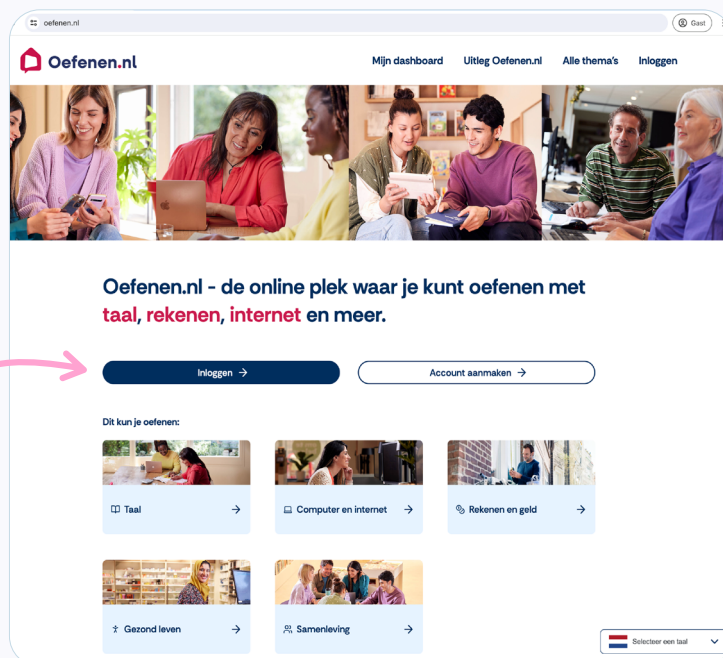 oefenen.nl
Gast
Oefenen.nl
Mijn dashboard Uitleg Oefenen.nl Alle thema's Inloggen
Oefenen.nl - de online plek waar je kunt oefenen met
taal, rekenen, internet en meer.
Inloggen →
Account aanmaken →
Dit kun je oefenen:
Taal →
Computer en internet →
Rekenen en geld →
Gezond leven →
Samenleving →
Selecteer een taal